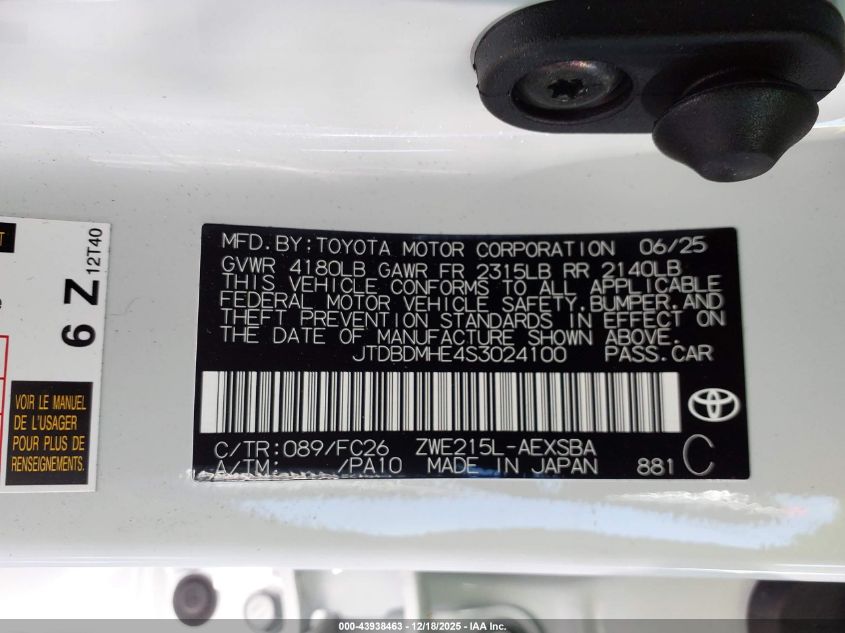 MFD.BY:TOYOTA MOTOR CORPORATION 06/25
GVWR 4180LB GAWR FR 2315LB RR 2140LB
THIS VEHICLE CONFORMS TO ALL APPLICABLE
FEDERAL MOTOR VEHICLE SAFETY,BUMPER,AND
THEFT PREVENTION STANDARDS IN EFFECT ON
THE DATE OF MANUFACTURE SHOWN ABOVE.
JTDBDMHE4S3024100 PASS.CAR
C/TR:089/FC26 ZWE215L-AEXSBA
A/TM: /PA10 MADE IN JAPAN 881 C
6 Z 12T40
VOIR LE MANUEL
DE L'USAGER
POUR PLUS DE
RENSEIGNEMENTS.
000-43938463 - 12/18/2025 - IAA Inc.